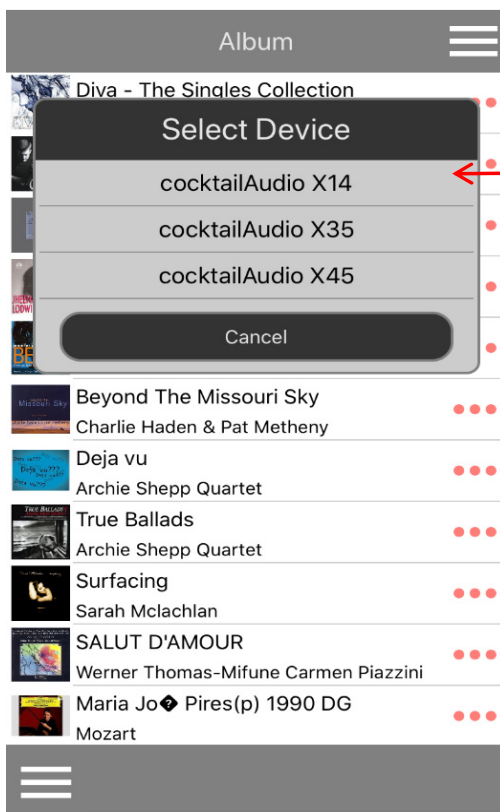 Album
Diva - The Singles Collection
Select Device
cocktailAudio X14
cocktailAudio X35
cocktailAudio X45
Cancel
BE
Beyond The Missouri Sky
Charlie Haden & Pat Metheny
Deja vu
Archie Shepp Quartet
True Ballads
Archie Shepp Quartet
Surfacing
Sarah Mclachlan
SALUT D'AMOUR
Werner Thomas-Mifune Carmen Piazzini
Maria Jo� Pires(p) 1990 DG
Mozart